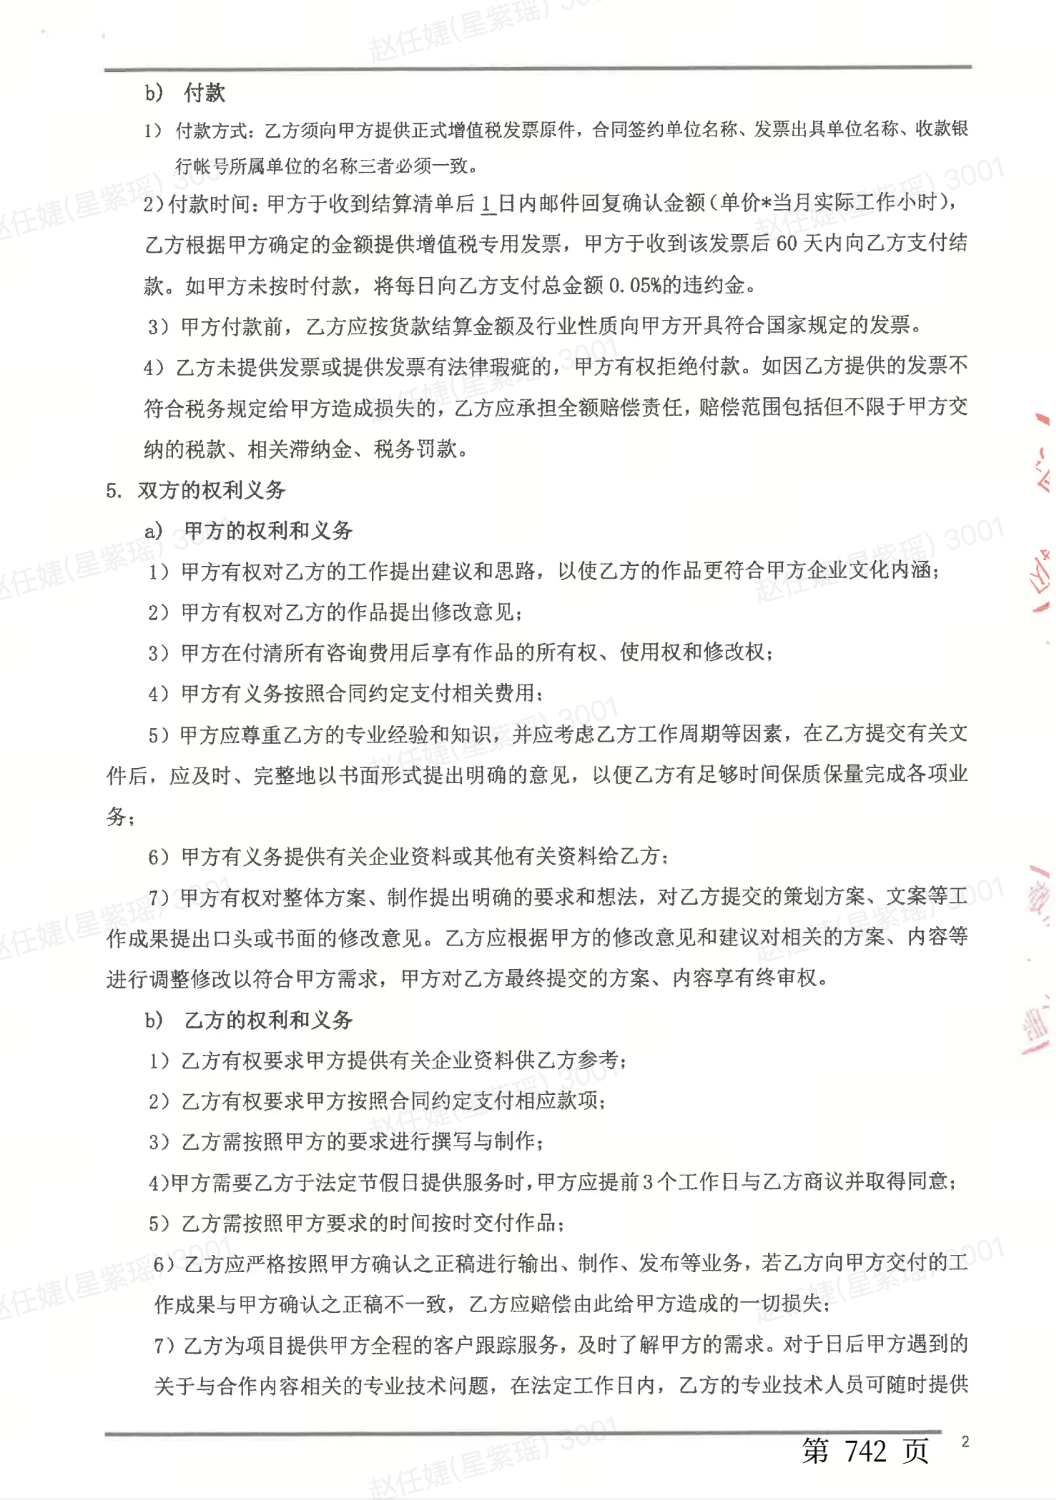 b) 付款
1) 付款方式：乙方须向甲方提供正式增值税发票原件，合同签约单位名称、发票出具单位名称、收款银
行帐号所属单位的名称三者必须一致。
2)付款时间：甲方于收到结算清单后 1 日内邮件回复确认金额（单价*当月实际工作小时），
乙方根据甲方确定的金额提供增值税专用发票，甲方于收到该发票后 60 天内向乙方支付结
款。如甲方未按时付款，将每日向乙方支付总金额 0.05%的违约金。
3) 甲方付款前，乙方应按货款结算金额及行业性质向甲方开具符合国家规定的发票。
4) 乙方未提供发票或提供发票有法律瑕疵的，甲方有权拒绝付款。如因乙方提供的发票不
符合税务规定给甲方造成损失的，乙方应承担全额赔偿责任，赔偿范围包括但不限于甲方交
纳的税款、相关滞纳金、税务罚款。
5. 双方的权利义务
a) 甲方的权利和义务
1) 甲方有权对乙方的工作提出建议和思路，以使乙方的作品更符合甲方企业文化内涵；
2) 甲方有权对乙方的作品提出修改意见；
3) 甲方在付清所有咨询费用后享有作品的所有权、使用权和修改权；
4) 甲方有义务按照合同约定支付相关费用；
5) 甲方应尊重乙方的专业经验和知识，并应考虑乙方工作周期等因素，在乙方提交有关文
件后，应及时、完整地以书面形式提出明确的意见，以便乙方有足够时间保质保量完成各项业
务；
6) 甲方有义务提供有关企业资料或其他有关资料给乙方；
7) 甲方有权对整体方案、制作提出明确的要求和想法，对乙方提交的策划方案、文案等工
作成果提出口头或书面的修改意见。乙方应根据甲方的修改意见和建议对相关的方案、内容等
进行调整修改以符合甲方需求，甲方对乙方最终提交的方案、内容享有终审权。
b) 乙方的权利和义务
1) 乙方有权要求甲方提供有关企业资料供乙方参考；
2) 乙方有权要求甲方按照合同约定支付相应款项；
3) 乙方需按照甲方的要求进行撰写与制作；
4)甲方需要乙方于法定节假日提供服务时，甲方应提前 3 个工作日与乙方商议并取得同意；
5) 乙方需按照甲方要求的时间按时交付作品；
6) 乙方应严格按照甲方确认之正稿进行输出、制作、发布等业务，若乙方向甲方交付的工
作成果与甲方确认之正稿不一致，乙方应赔偿由此给甲方造成的一切损失；
7) 乙方为项目提供甲方全程的客户跟踪服务，及时了解甲方的需求。对于日后甲方遇到的
关于与合作内容相关的专业技术问题，在法定工作日内，乙方的专业技术人员可随时提供
第 742 页
2
赵任婕(星紫瑶) 3001